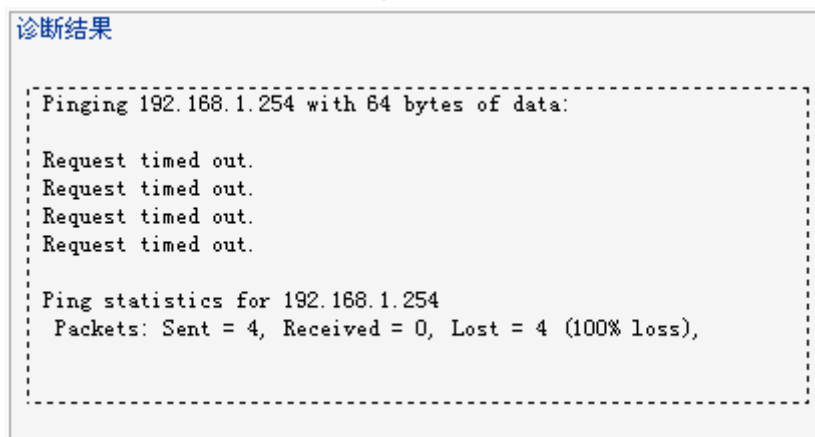 诊断结果
Pinging 192.168.1.254 with 64 bytes of data:
Request timed out.
Request timed out.
Request timed out.
Request timed out.
Ping statistics for 192.168.1.254
Packets: Sent = 4, Received = 0, Lost = 4 (100% loss),